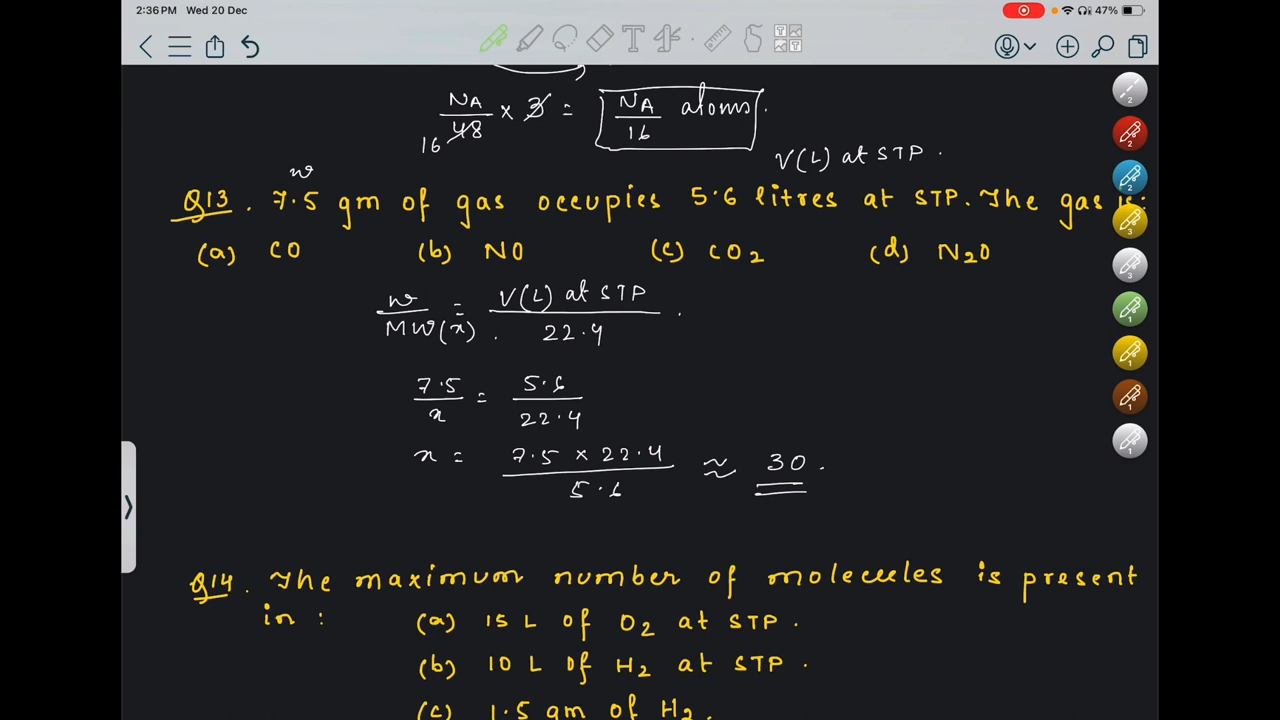 2:36 PM Wed 20 Dec
47%
NA/48 × 3 = NA/16 atoms.
16
V(L) at STP.
w
Q13. 7.5 gm of gas occupies 5.6 litres at STP. The gas is:
(a) CO (b) NO (c) CO2 (d) N2O
w/MW(x) = V(L) at STP/22.4.
7.5/x = 5.6/22.4
x = 7.5 × 22.4/5.6 ≈ 30.
Q14. The maximum number of molecules is present
in: (a) 15 L of O2 at STP.
(b) 10 L of H2 at STP.
(c) 1.5 gm of H2.